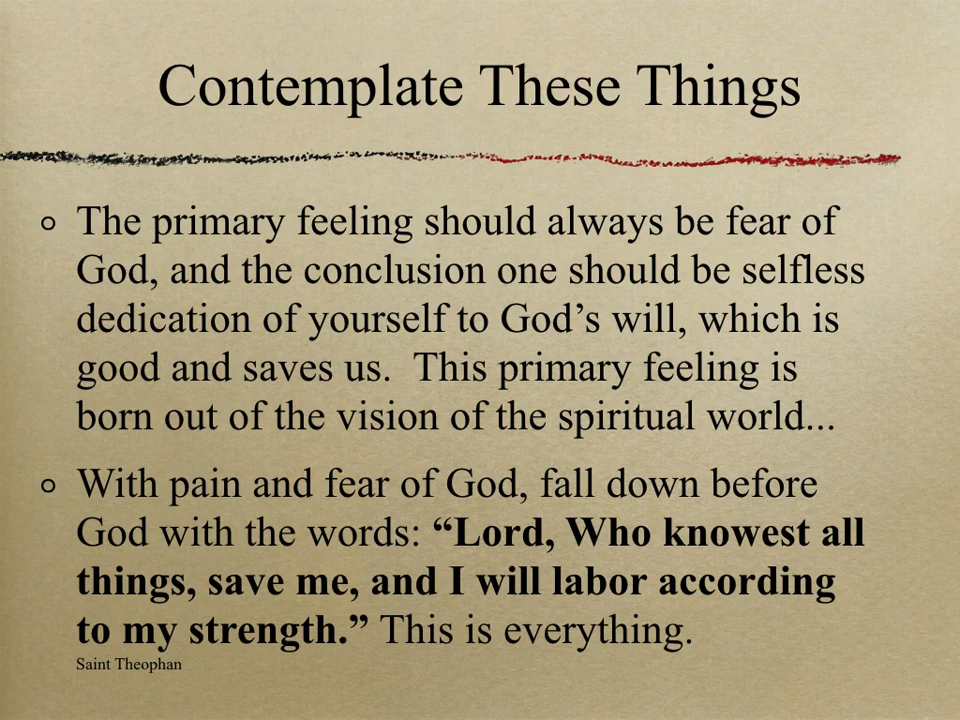 Contemplate These Things
The primary feeling should always be fear of
God, and the conclusion one should be selfless
dedication of yourself to God’s will, which is
good and saves us.  This primary feeling is
born out of the vision of the spiritual world...
With pain and fear of God, fall down before
God with the words: “Lord, Who knowest all
things, save me, and I will labor according
to my strength.” This is everything.
Saint Theophan